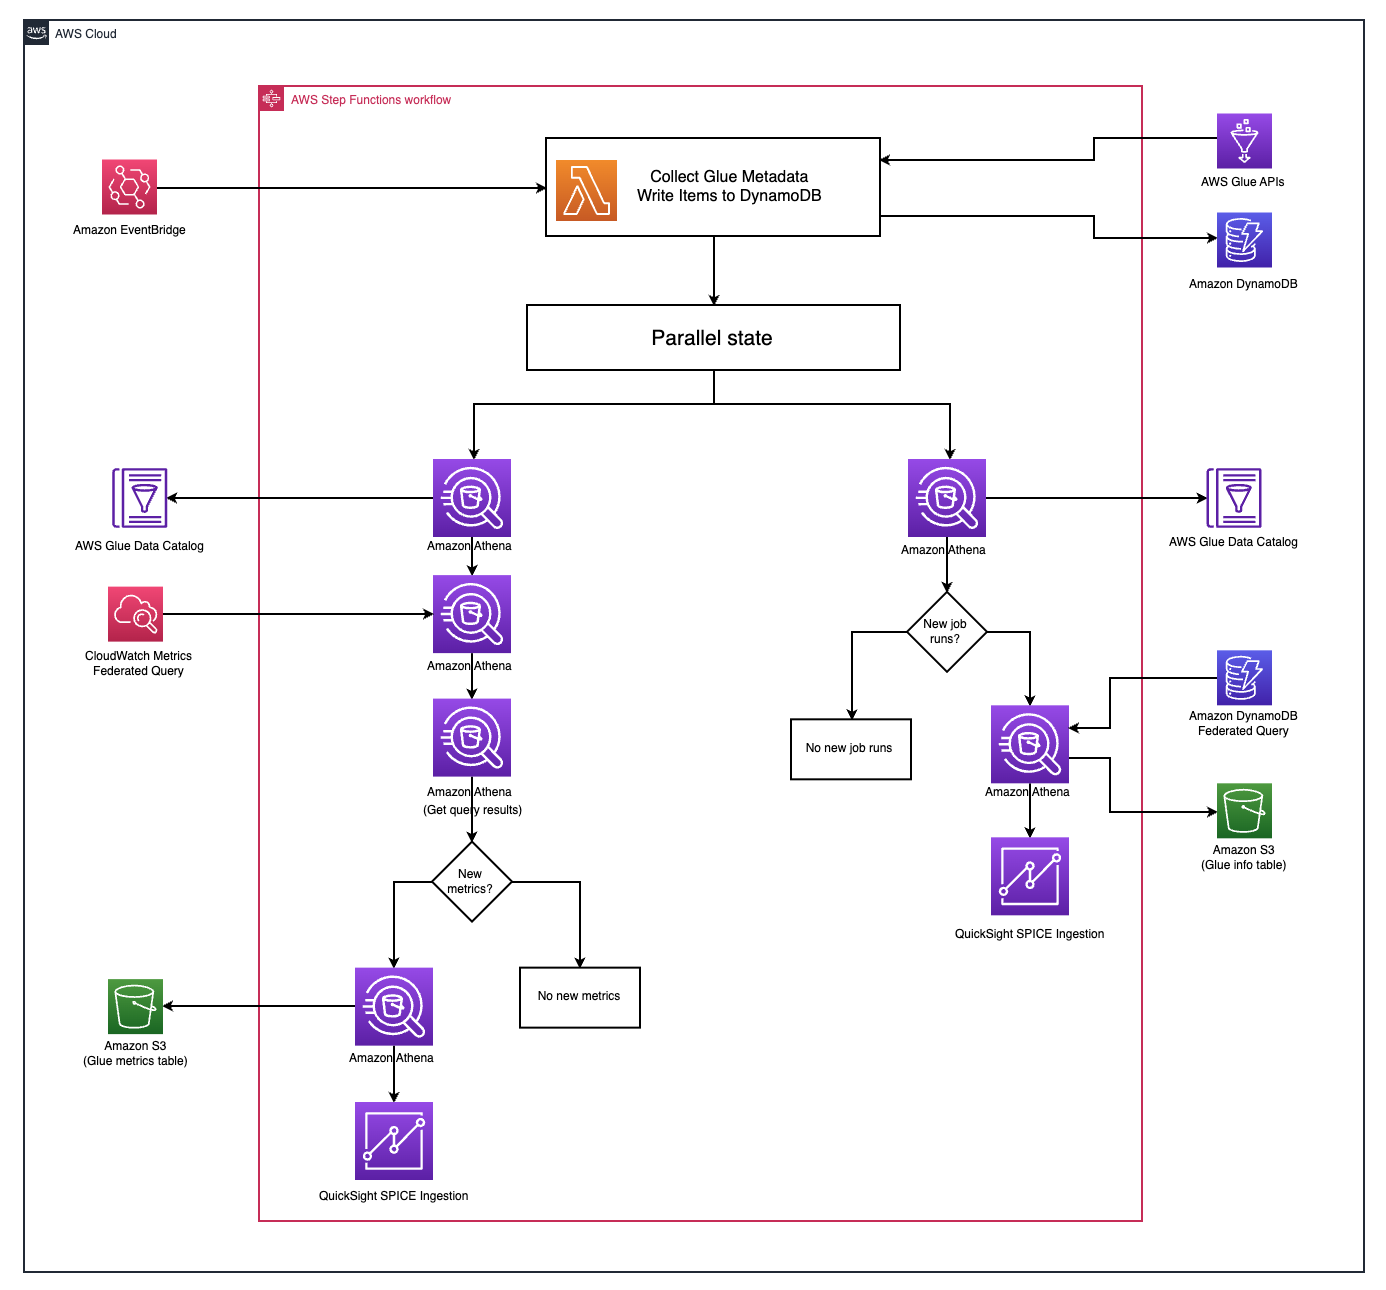 aws
AWS Cloud
AWS Step Functions workflow
Collect Glue Metadata
Write Items to DynamoDB
AWS Glue APIs
Amazon EventBridge
Amazon DynamoDB
Parallel state
AWS Glue Data Catalog
Amazon Athena
Amazon Athena
AWS Glue Data Catalog
CloudWatch Metrics
Federated Query
Amazon Athena
New job
runs?
Amazon DynamoDB
Federated Query
No new job runs
Amazon Athena
(Get query results)
Amazon Athena
Amazon S3
(Glue info table)
New
metrics?
QuickSight SPICE Ingestion
No new metrics
Amazon S3
(Glue metrics table)
Amazon Athena
QuickSight SPICE Ingestion